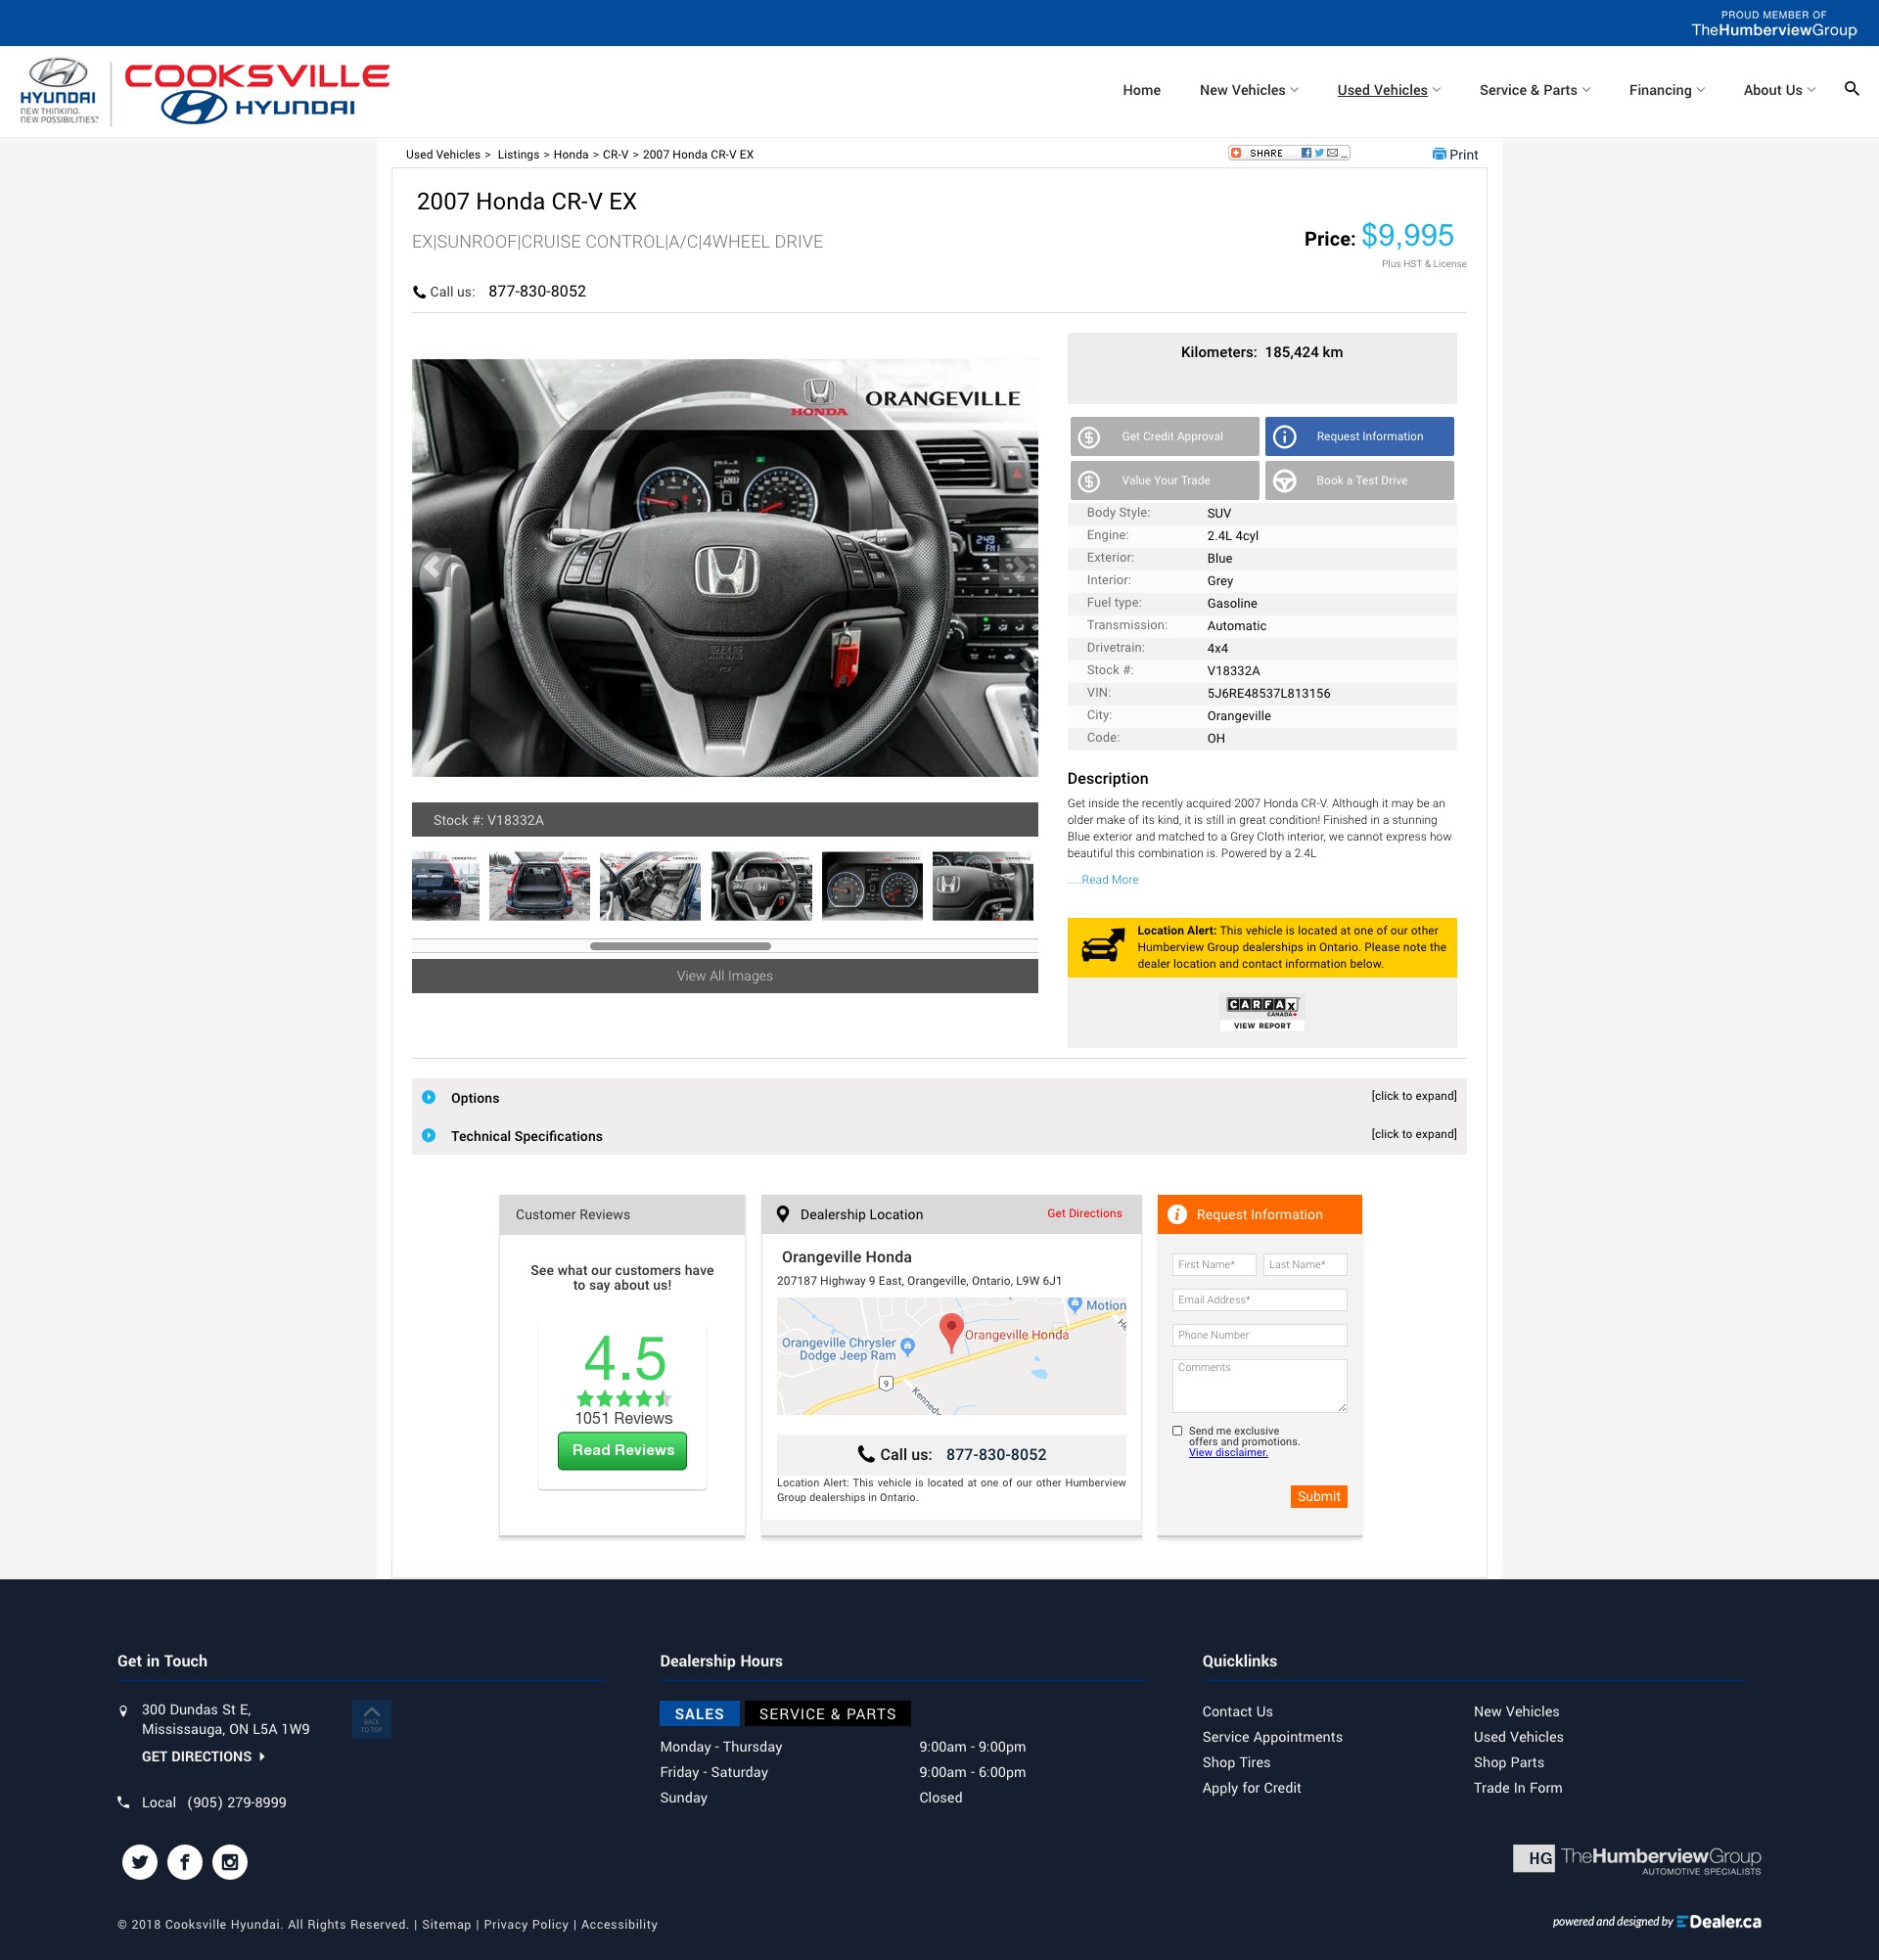 PROUD MEMBER OF
TheHumberviewGroup
HYUNDAI
NEW THINKING.
NEW POSSIBILITIES.
COOKSVILLE
HYUNDAI
Home
New Vehicles
Used Vehicles
Service & Parts
Financing
About Us
Used Vehicles > Listings > Honda > CR-V > 2007 Honda CR-V EX
SHARE
Print
2007 Honda CR-V EX
EX|SUNROOF|CRUISE CONTROL|A/C|4WHEEL DRIVE
Price: $9,995
Plus HST & License
Call us: 877-830-8052
HONDA
ORANGEVILLE
SRS
AIRBAG
249
FM1
Stock #: V18332A
View All Images
Kilometers: 185,424 km
Get Credit Approval
Request Information
Value Your Trade
Book a Test Drive
Body Style: SUV
Engine: 2.4L 4cyl
Exterior: Blue
Interior: Grey
Fuel type: Gasoline
Transmission: Automatic
Drivetrain: 4x4
Stock #: V18332A
VIN: 5J6RE48537L813156
City: Orangeville
Code: OH
Description
Get inside the recently acquired 2007 Honda CR-V. Although it may be an
older make of its kind, it is still in great condition! Finished in a stunning
Blue exterior and matched to a Grey Cloth interior, we cannot express how
beautiful this combination is. Powered by a 2.4L
.....Read More
Location Alert: This vehicle is located at one of our other
Humberview Group dealerships in Ontario. Please note the
dealer location and contact information below.
CARFAX
CANADA
VIEW REPORT
Options [click to expand]
Technical Specifications [click to expand]
Customer Reviews
See what our customers have
to say about us!
4.5
1051 Reviews
Read Reviews
Dealership Location
Get Directions
Orangeville Honda
207187 Highway 9 East, Orangeville, Ontario, L9W 6J1
Motion
Orangeville Chrysler
Dodge Jeep Ram
Orangeville Honda
9
Kennedy
Call us: 877-830-8052
Location Alert: This vehicle is located at one of our other Humberview
Group dealerships in Ontario.
Request Information
First Name*
Last Name*
Email Address*
Phone Number
Comments
Send me exclusive
offers and promotions.
View disclaimer.
Submit
Get in Touch
300 Dundas St E,
Mississauga, ON L5A 1W9
GET DIRECTIONS
BACK
TO TOP
Local (905) 279-8999
Dealership Hours
SALES
SERVICE & PARTS
Monday - Thursday 9:00am - 9:00pm
Friday - Saturday 9:00am - 6:00pm
Sunday Closed
Quicklinks
Contact Us
Service Appointments
Shop Tires
Apply for Credit
New Vehicles
Used Vehicles
Shop Parts
Trade In Form
HG TheHumberviewGroup
AUTOMOTIVE SPECIALISTS
© 2018 Cooksville Hyundai. All Rights Reserved. | Sitemap | Privacy Policy | Accessibility
powered and designed by EDealer.ca